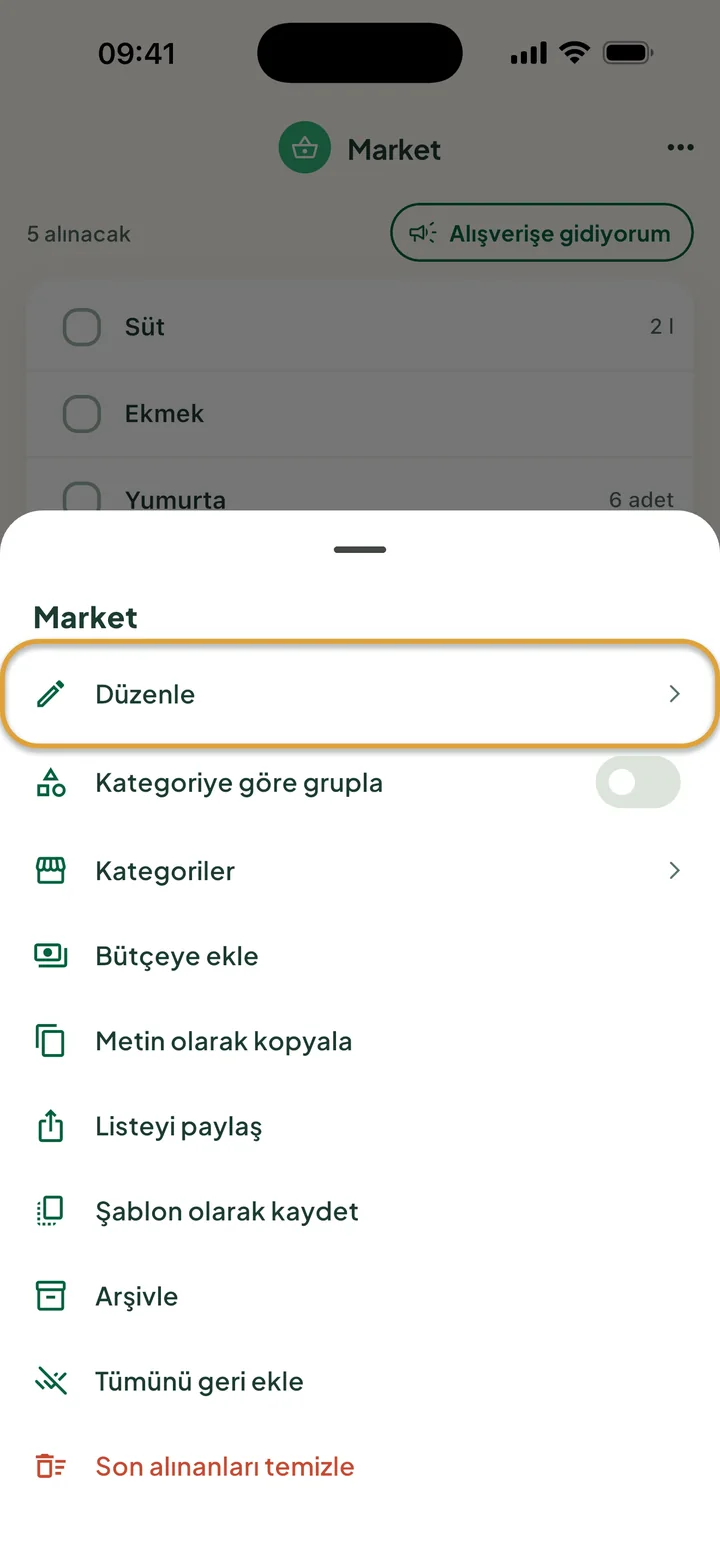 09:41
Market
5 alınacak
Alışverişe gidiyorum
Süt 2 l
Ekmek
Yumurta 6 adet
Market
Düzenle
Kategoriye göre grupla
Kategoriler
Bütçeye ekle
Metin olarak kopyala
Listeyi paylaş
Şablon olarak kaydet
Arşivle
Tümünü geri ekle
Son alınanları temizle